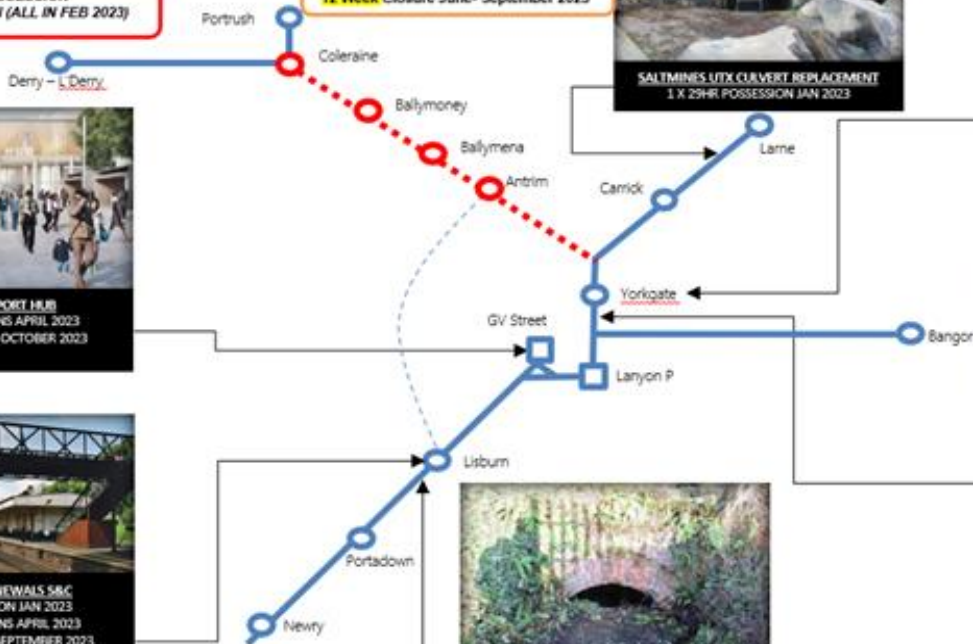 (ALL IN FEB 2023)
12 Week Closure June- September 2023
Portrush
Coleraine
Derry – L'Derry
SALTMINES UTX CULVERT REPLACEMENT
1 X 29HR POSSESSION JAN 2023
Ballymoney
Larne
Ballymena
Antrim
Carrick
Yorkgate
PORT HUB
NS APRIL 2023
OCTOBER 2023
GV Street
Bangor
Lanyon P
Lisburn
Portadown
EWALS S&C
ON JAN 2023
NS APRIL 2023
SEPTEMBER 2023
Newry